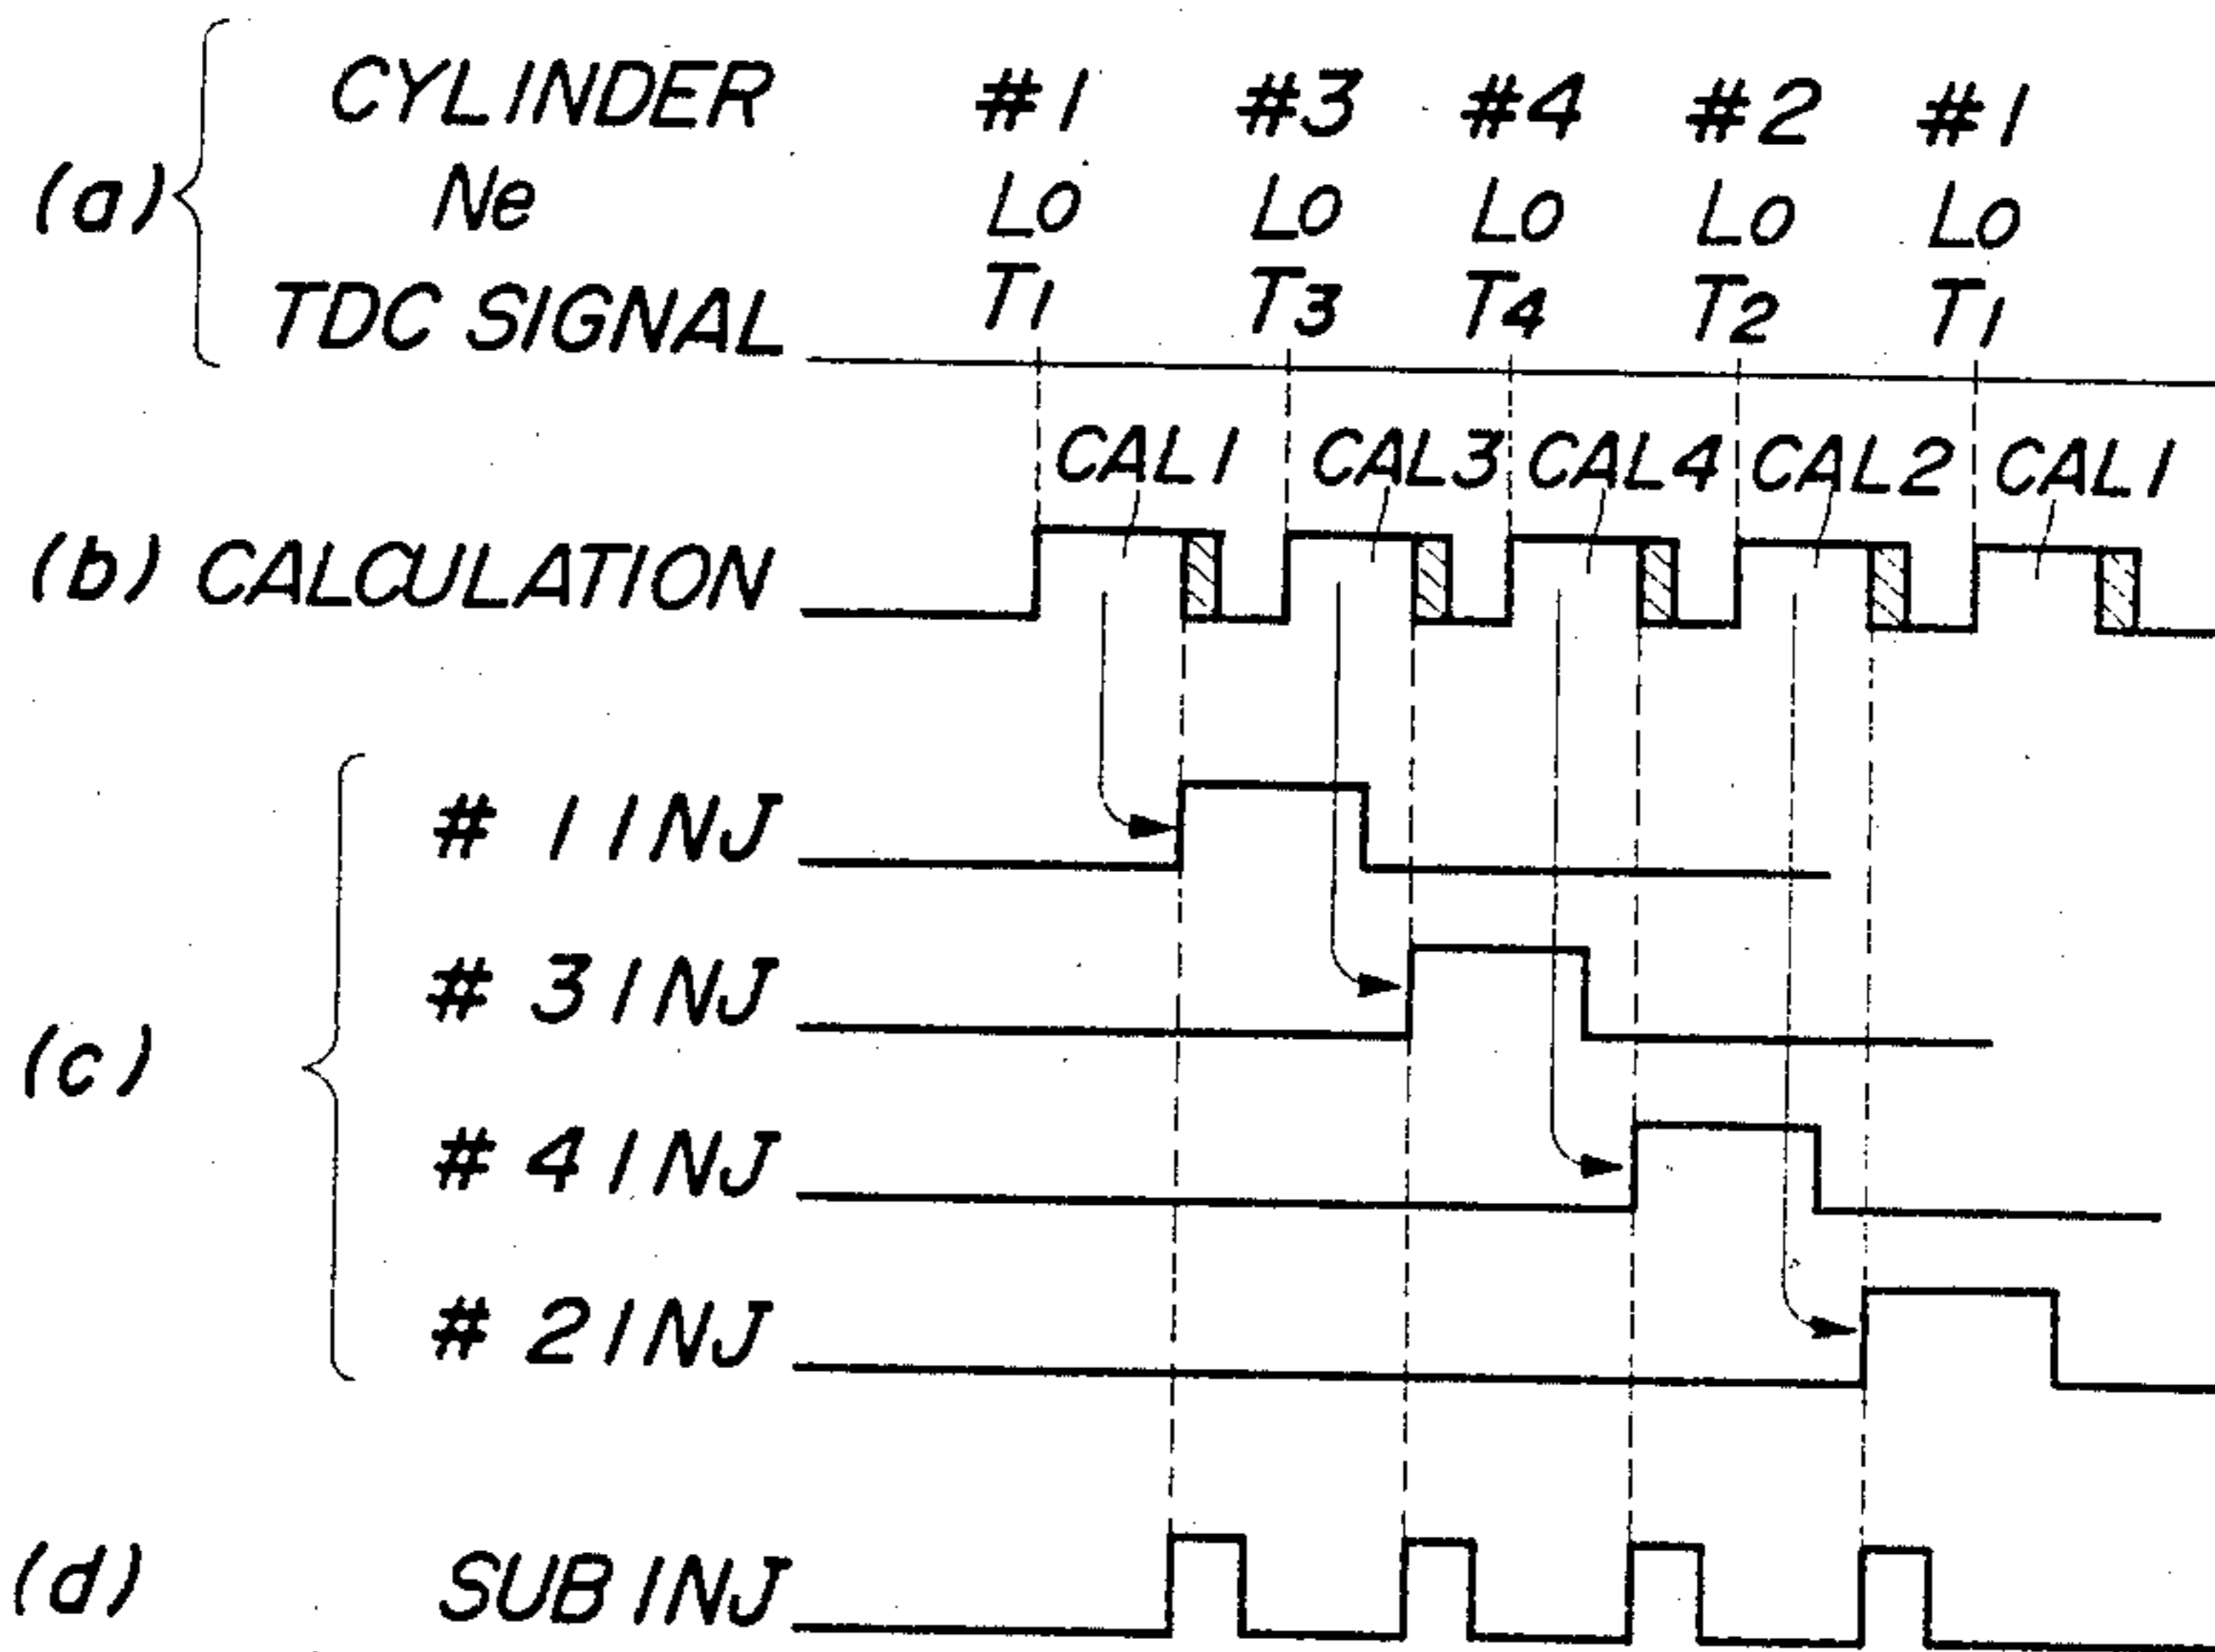 CYLINDER #1 #3 #4 #2 #1
(a) Ne Lo Lo Lo Lo Lo
TDC SIGNAL T1 T3 T4 T2 T1
CAL1 CAL3 CAL4 CAL2 CAL1
(b) CALCULATION
# 1 INJ
# 3 INJ
(c)
# 4 INJ
# 2 INJ
(d) SUB INJ